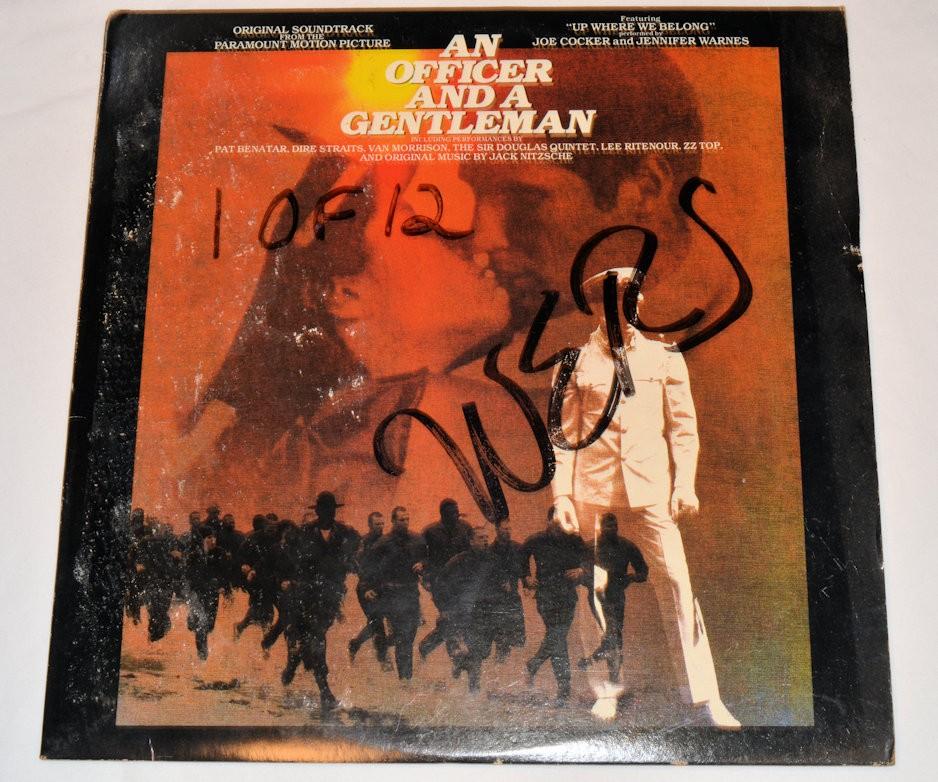 ORIGINAL SOUNDTRACK
FROM THE
PARAMOUNT MOTION PICTURE
Featuring
"UP WHERE WE BELONG"
performed by
JOE COCKER and JENNIFER WARNES
AN
OFFICER
AND A
GENTLEMAN
INCLUDING PERFORMANCES BY
PAT BENATAR, DIRE STRAITS, VAN MORRISON, THE SIR DOUGLAS QUINTET, LEE RITENOUR, ZZ TOP,
AND ORIGINAL MUSIC BY JACK NITZSCHE
1 OF 12
WERS